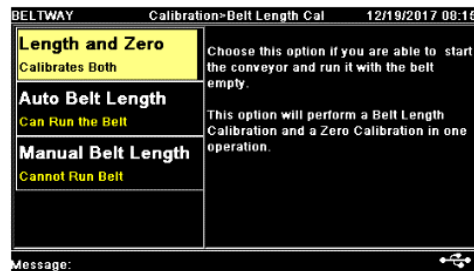 BELTWAY Calibration>Belt Length Cal 12/19/2017 08:15
Length and Zero
Calibrates Both
Auto Belt Length
Can Run the Belt
Manual Belt Length
Cannot Run Belt
Choose this option if you are able to start
the conveyor and run it with the belt
empty.
This option will perform a Belt Length
Calibration and a Zero Calibration in one
operation.
Message: